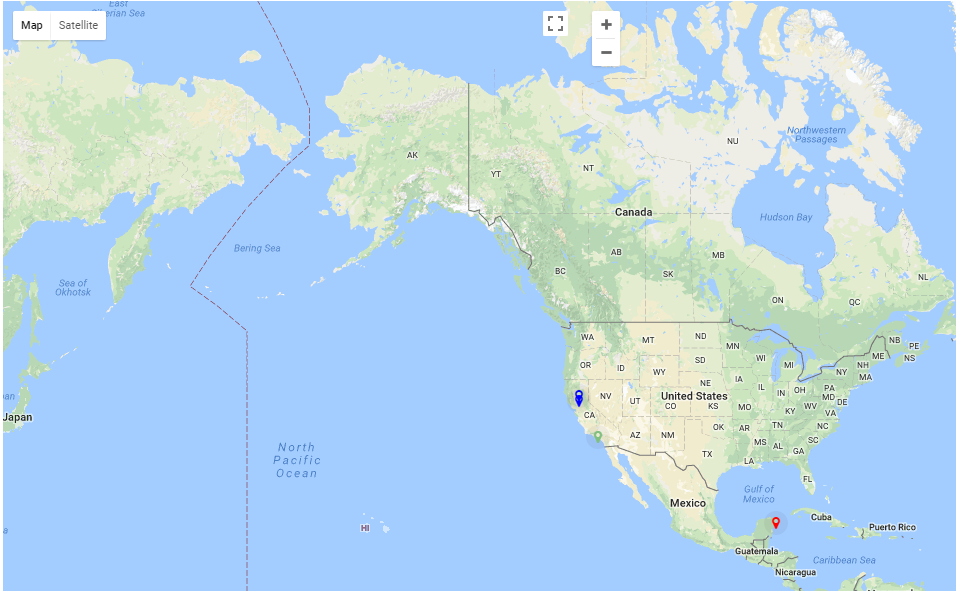 East
Siberian Sea
Map
Satellite
+
−
NU
Northwestern
Passages
AK
YT
NT
Canada
Hudson Bay
Bering Sea
AB
MB
BC
SK
NL
Sea of
Okhotsk
ON
QC
WA
MT
ND
MN
NB
PE
NS
ME
OR
ID
SD
WI
MI
NH
WY
NY
MA
NE
IA
NV
UT
United States
IL
IN
OH
PA
MD
DE
CO
KS
MO
KY
WV
VA
Japan
CA
AZ
NM
OK
AR
TN
NC
MS
AL
SC
GA
TX
LA
North
Pacific
Ocean
FL
Gulf of
Mexico
Mexico
Cuba
HI
Puerto Rico
Guatemala
Caribbean Sea
Nicaragua